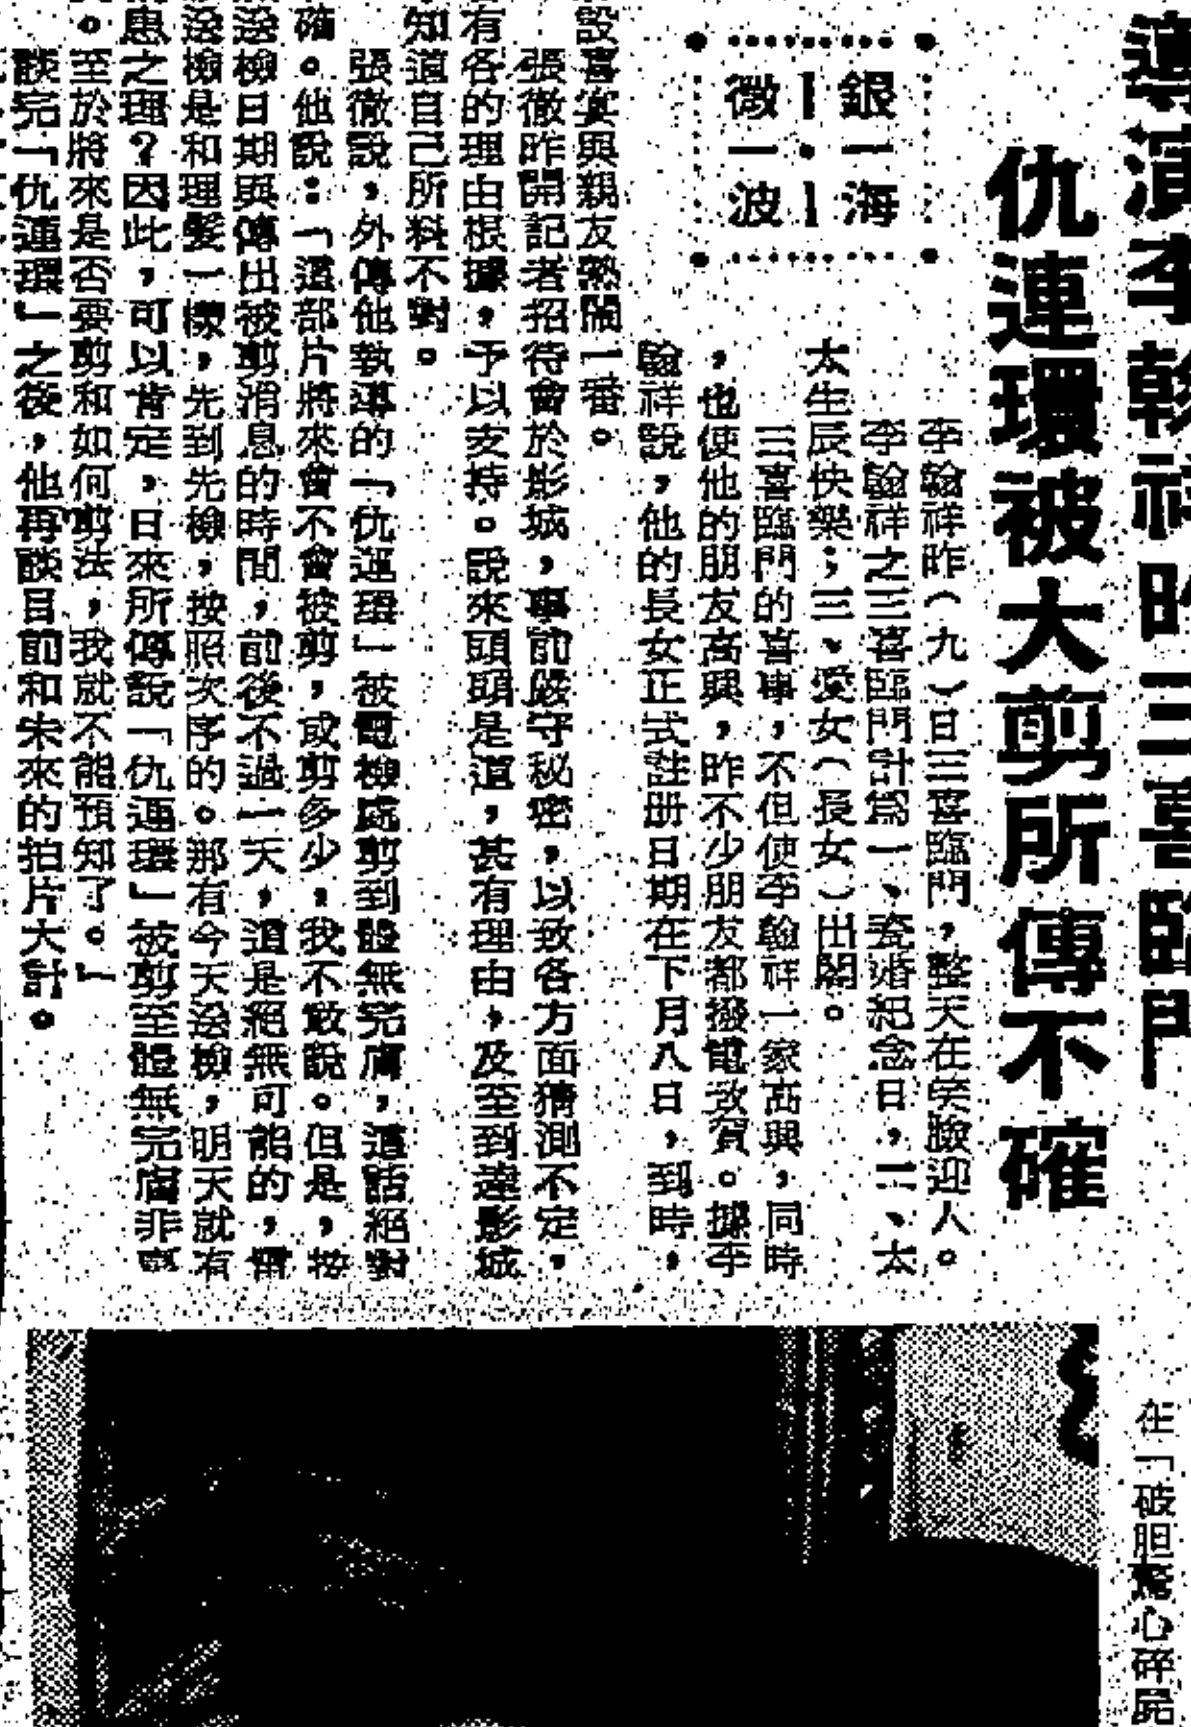 導演李翰祥昨三喜臨門
仇連環被大剪所傳不確
銀海
微波
李翰祥昨(九)日三喜臨門,整天在笑臉迎人。
李翰祥之三喜臨門計爲一、瓷婚紀念日,二、太
太生辰快樂;三、愛女(長女)出閣。
三喜臨門的喜事,不但使李翰祥一家高興,同時
,也使他的朋友高興,昨不少朋友都撥電致賀。據李
翰祥說,他的長女正式註册日期在下月八日,到時,
設喜宴與親友熱鬧一番。
張徹昨開記者招待會於影城,事前嚴守秘密,以致各方面猜測不定,
有各的理由根據,予以支持。說來頭頭是道,甚有理由,及至到達影城
知道自己所料不對。
張徹說,外傳他執導的「仇連環」被電檢處剪到體無完膚,這話絕對
確。他說:「這部片將來會不會被剪,或剪多少,我不敢說。但是,按
送檢日期與傳出被剪消息的時間,前後不過一天,這是絕無可能的,
送檢是和理髮一樣,先到先檢,按照次序的。那有今天送檢,明天就有
息之理?因此,可以肯定,日來所傳說「仇連環」被剪至體無完膚非
。至於將來是否要剪和如何剪法,我就不能預知了。」
談完「仇連環」之後,他再談目前和未來的拍片大計。
在「破胆驚心碎屍